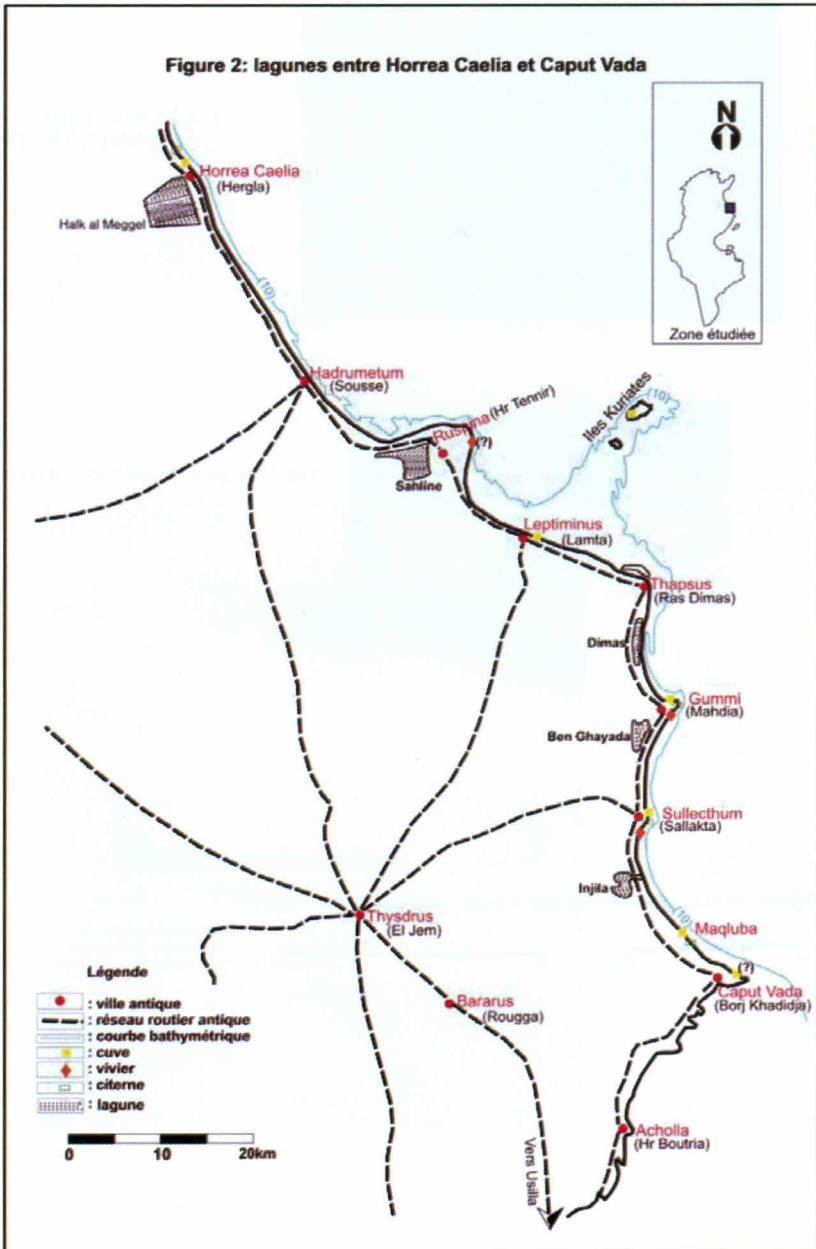 Figure 2: lagunes entre Horrea Caelia et Caput Vada
N
Zone étudiée
Horrea Caelia
(Hergla)
Halk al Meggel
(10)
Hadrumetum
(Sousse)
Ruspina (Hr Tennir)
(?)
Sahline
Iles Kuriates
(10)
Leptiminus
(Lamta)
Thapsus
(Ras Dimas)
Dimas
Gummi
(Mahdia)
Ben Ghayada
Sullecthum
(Sallakta)
Injila
(10)
Maqluba
(?)
Caput Vada
(Borj Khadidja)
Thysdrus
(El Jem)
Bararus
(Rougga)
Acholla
(Hr Boutria)
Vers Usilla
Légende
: ville antique
: réseau routier antique
: courbe bathymétrique
: cuve
: vivier
: citerne
: lagune
0 10 20km